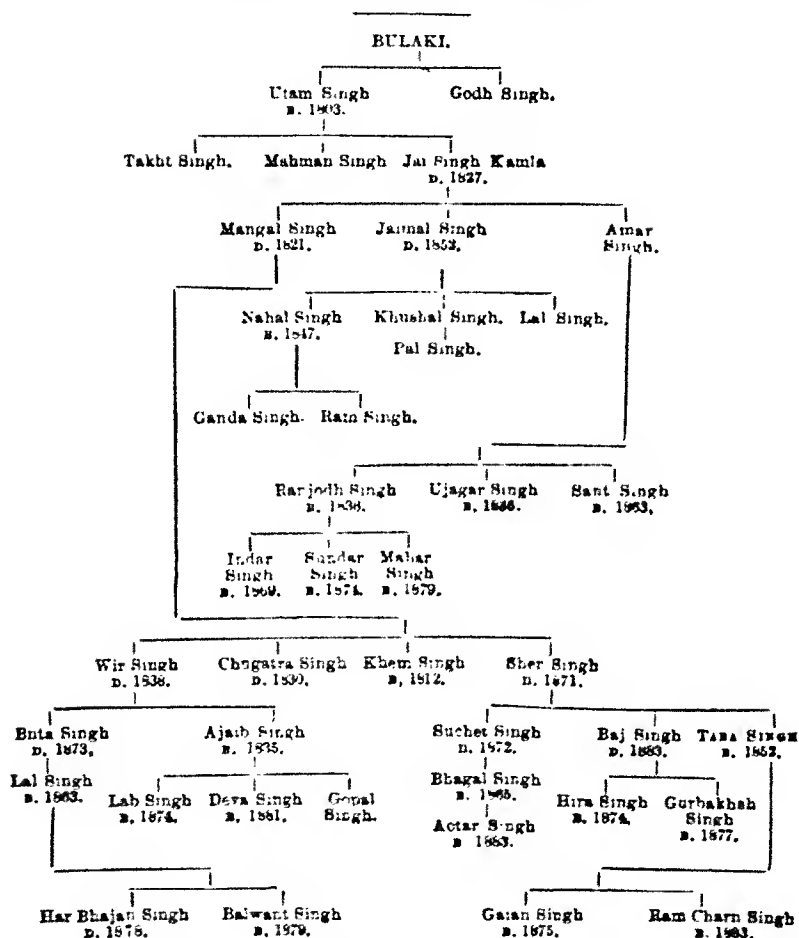 BULAKI.
Utam Singh Godh Singh.
B. 1803.
Takht Singh. Mahman Singh Jai Singh Kamla
D. 1827.
Mangal Singh Jaimal Singh Amar
D. 1821. D. 1852. Singh.
Nahal Singh Khushal Singh. Lal Singh.
B. 1847.
Pal Singh.
Ganda Singh. Ram Singh.
Ranjodh Singh Ujagar Singh Sant Singh
B. 1836. B. 1863.
Indar Sundar Mahar
Singh Singh Singh
B. 1869. B. 1874. B. 1879.
Wir Singh Chugatra Singh Khem Singh Sher Singh
D. 1838. D. 1830. B. 1812. D. 1871.
Buta Singh Ajaib Singh Suchet Singh Baj Singh TARA SINGH
D. 1873. B. 1835. D. 1872. D. 1883. B. 1852.
Lal Singh Bhagal Singh
B. 1863. Lab Singh Deva Singh Gopal B. 1865. Hira Singh Gurbakhsh
B. 1874. B. 1881. Singh. B. 1874. Singh
Actar Singh B. 1877.
B. 1883.
Har Bhajan Singh Balwant Singh Gaian Singh Ram Charn Singh
D. 1878. B. 1879. B. 1875. B. 1883.